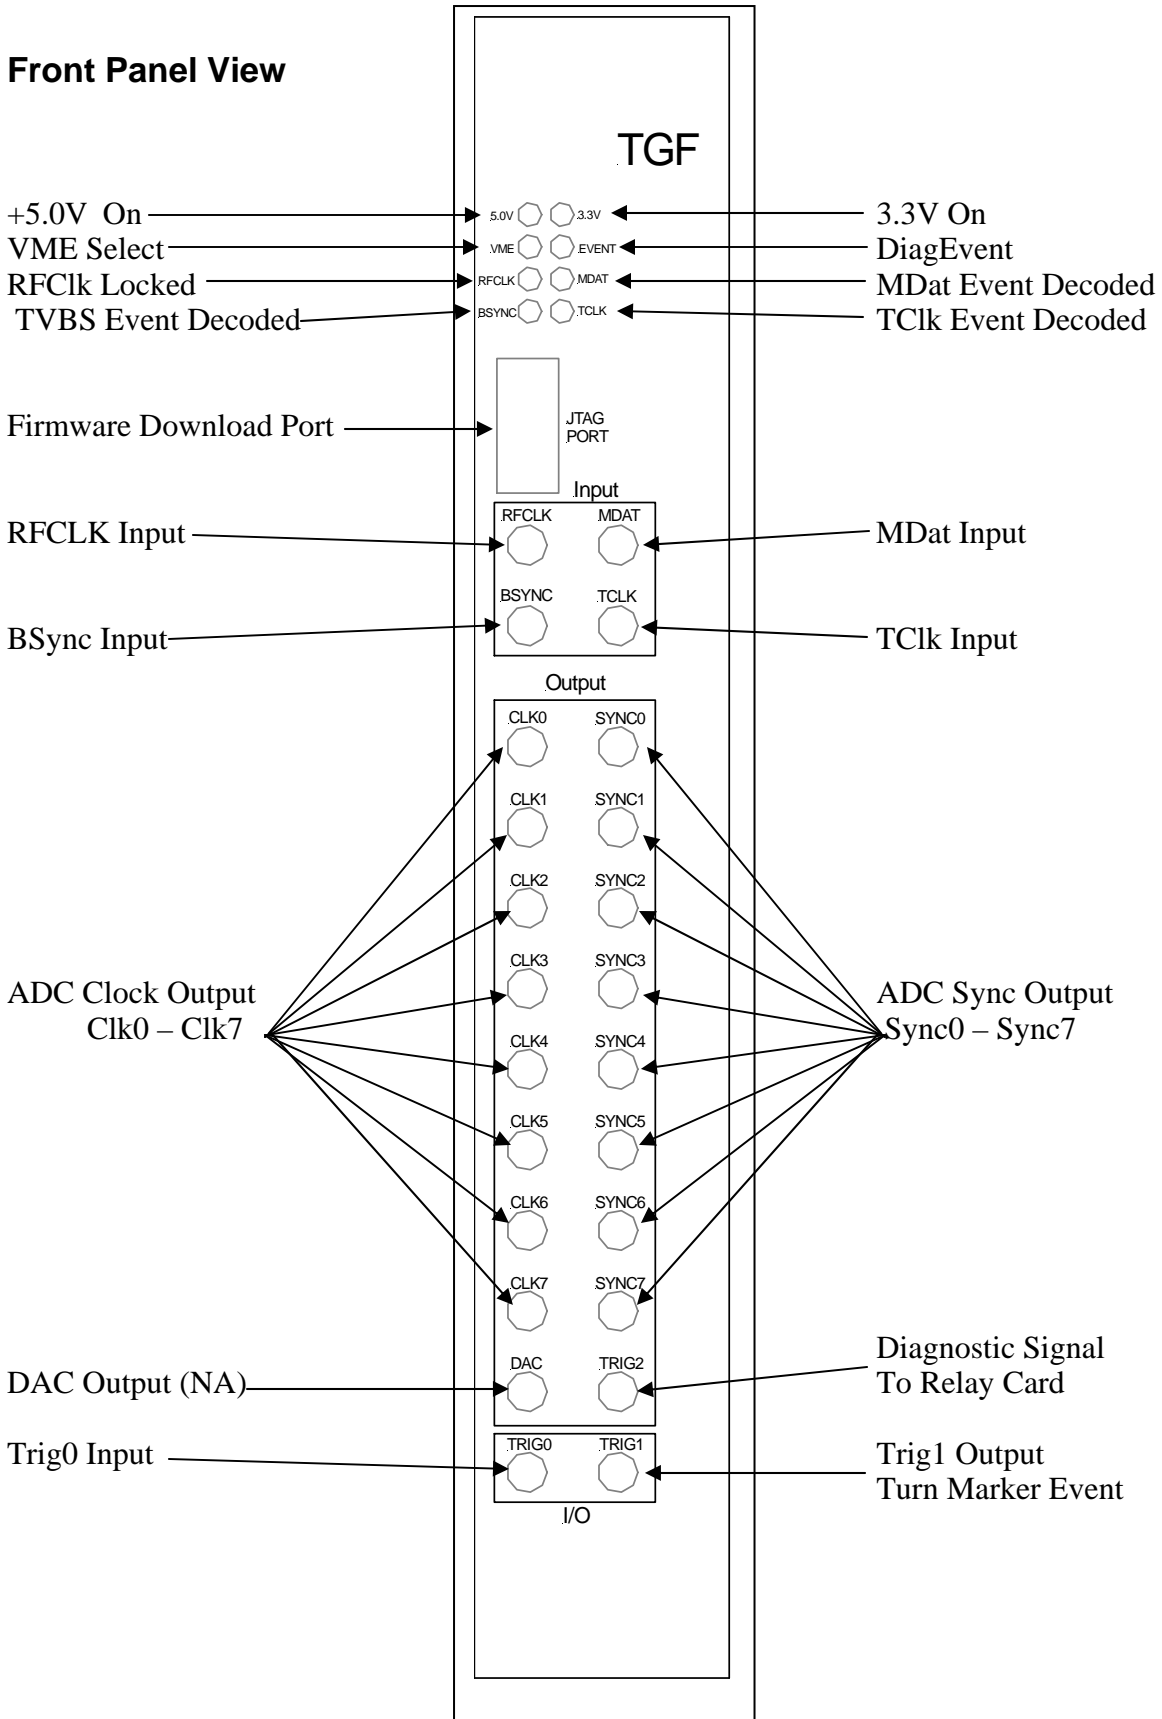 Front Panel View
TGF
+5.0V On
5.0V
3.3V
3.3V On
VME Select
VME
EVENT
DiagEvent
RFClk Locked
RFCLK
MDAT
MDat Event Decoded
TVBS Event Decoded
BSYNC
TCLK
TClk Event Decoded
Firmware Download Port
JTAG
PORT
Input
RFCLK
MDAT
RFCLK Input
MDat Input
BSYNC
TCLK
BSync Input
TClk Input
Output
CLK0
SYNC0
CLK1
SYNC1
CLK2
SYNC2
CLK3
SYNC3
ADC Clock Output
Clk0 – Clk7
ADC Sync Output
Sync0 – Sync7
CLK4
SYNC4
CLK5
SYNC5
CLK6
SYNC6
CLK7
SYNC7
DAC Output (NA)
DAC
TRIG2
Diagnostic Signal
To Relay Card
Trig0 Input
TRIG0
TRIG1
Trig1 Output
Turn Marker Event
I/O